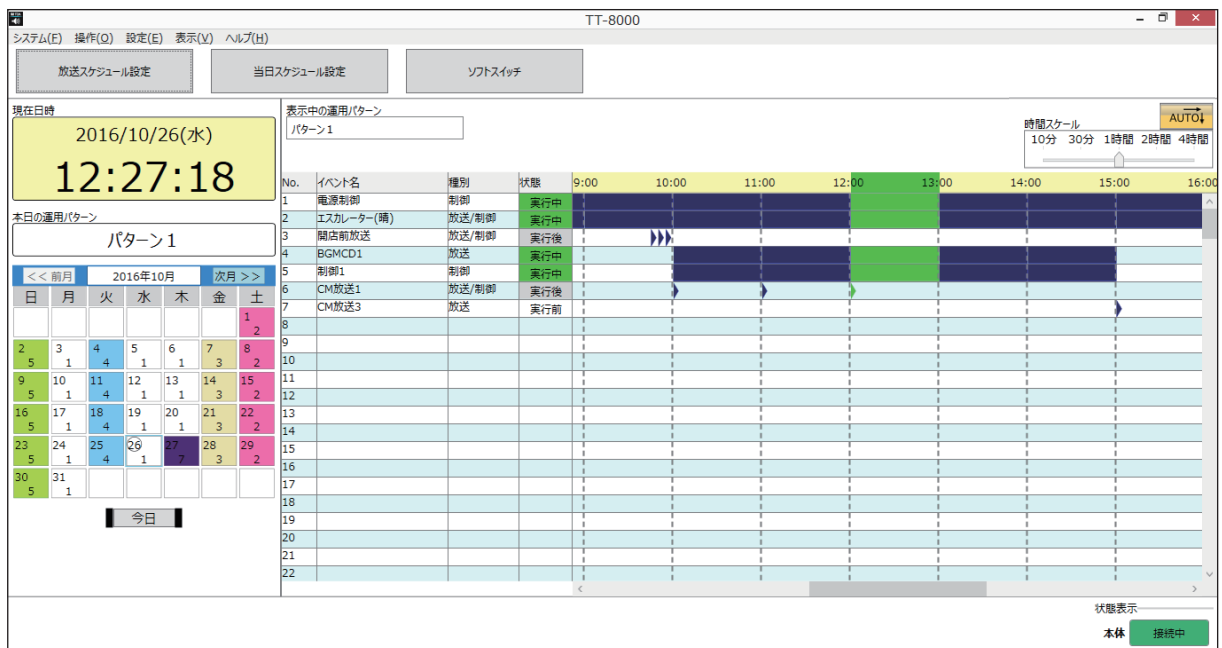 TT-8000
システム(F) 操作(O) 設定(E) 表示(V) ヘルプ(H)
放送スケジュール設定 当日スケジュール設定 ソフトスイッチ
現在日時
2016/10/26(水)
12:27:18
本日の運用パターン
パターン1
<< 前月 2016年10月 次月 >>
日 月 火 水 木 金 土
1
2
2 3 4 5 6 7 8
5 1 4 1 1 3 2
9 10 11 12 13 14 15
5 1 4 1 1 3 2
16 17 18 19 20 21 22
5 1 4 1 1 3 2
23 24 25 26 27 28 29
5 1 4 1 7 3 2
30 31
5 1
今日
表示中の運用パターン
パターン1
AUTO
時間スケール
10分 30分 1時間 2時間 4時間
No. イベント名 種別 状態 9:00 10:00 11:00 12:00 13:00 14:00 15:00 16:00
1 電源制御 制御 実行中
2 エスカレーター(晴) 放送/制御 実行中
3 開店前放送 放送/制御 実行後
4 BGMCD1 放送 実行中
5 制御1 制御 実行中
6 CM放送1 放送/制御 実行後
7 CM放送3 放送 実行前
8
9
10
11
12
13
14
15
16
17
18
19
20
21
22
状態表示
本体 接続中